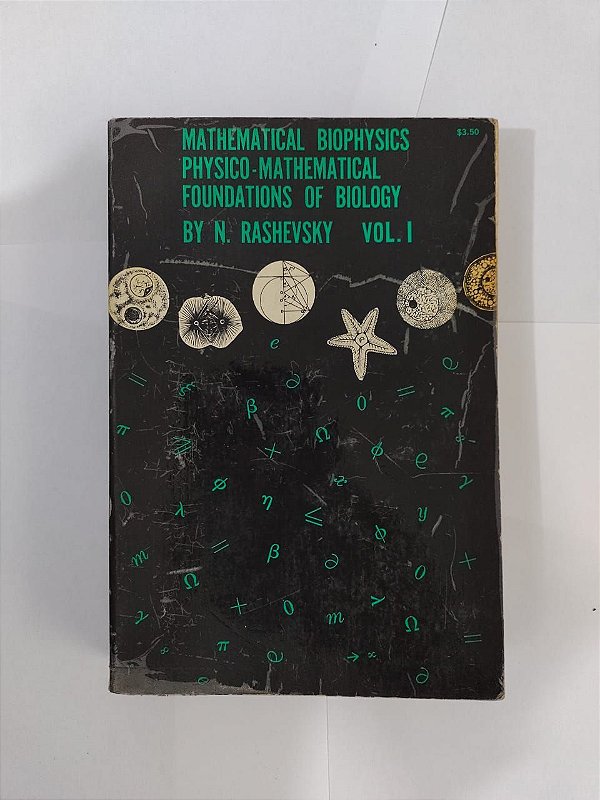 MATHEMATICAL BIOPHYSICS
$3.50
PHYSICO-MATHEMATICAL
FOUNDATIONS OF BIOLOGY
BY N. RASHEVSKY VOL. I